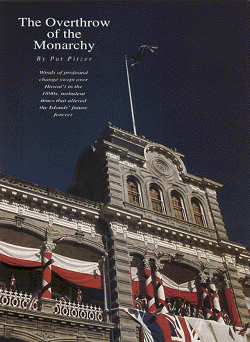 The Overthrow
of the
Monarchy
By Pat Pitzer
Winds of profound
change swept over
Hawai'i in the
1890s, turbulent
times that altered
the Islands' future
forever